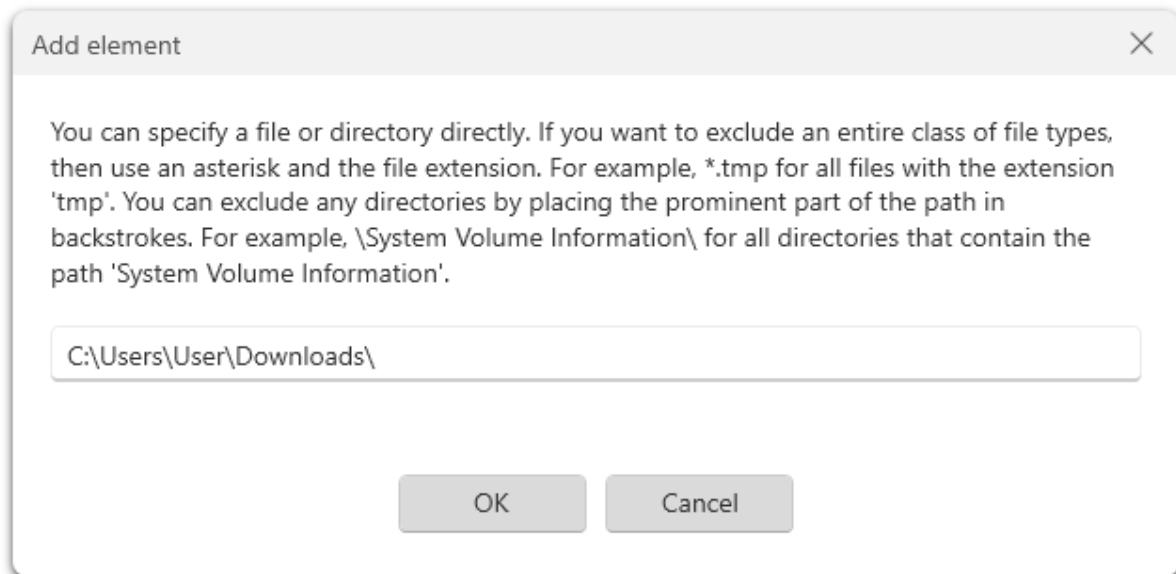 Add element
You can specify a file or directory directly. If you want to exclude an entire class of file types,
then use an asterisk and the file extension. For example, *.tmp for all files with the extension
'tmp'. You can exclude any directories by placing the prominent part of the path in
backstrokes. For example, \System Volume Information\ for all directories that contain the
path 'System Volume Information'.
C:\Users\User\Downloads\
OK
Cancel